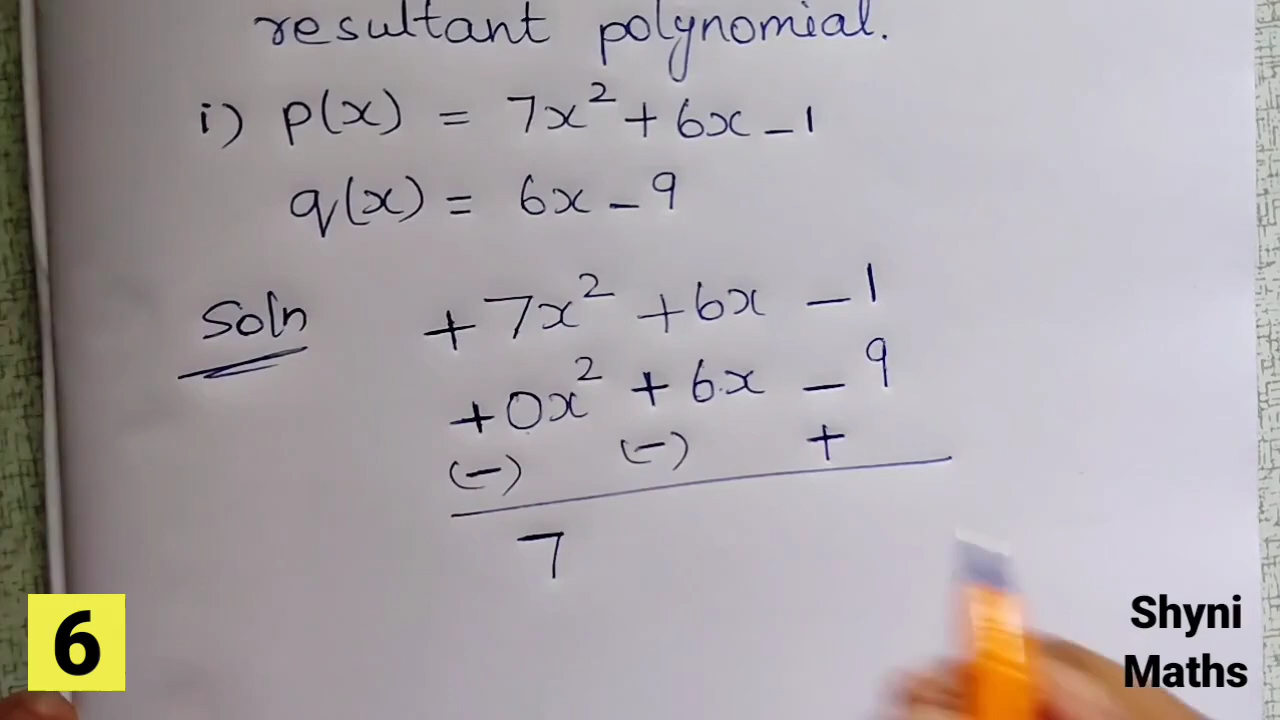 resultant polynomial.
i) p(x) = 7x² + 6x - 1
q(x) = 6x - 9
Soln
+ 7x² + 6x - 1
+ 0x² + 6x - 9
(-) (-) +
7
6
Shyni
Maths